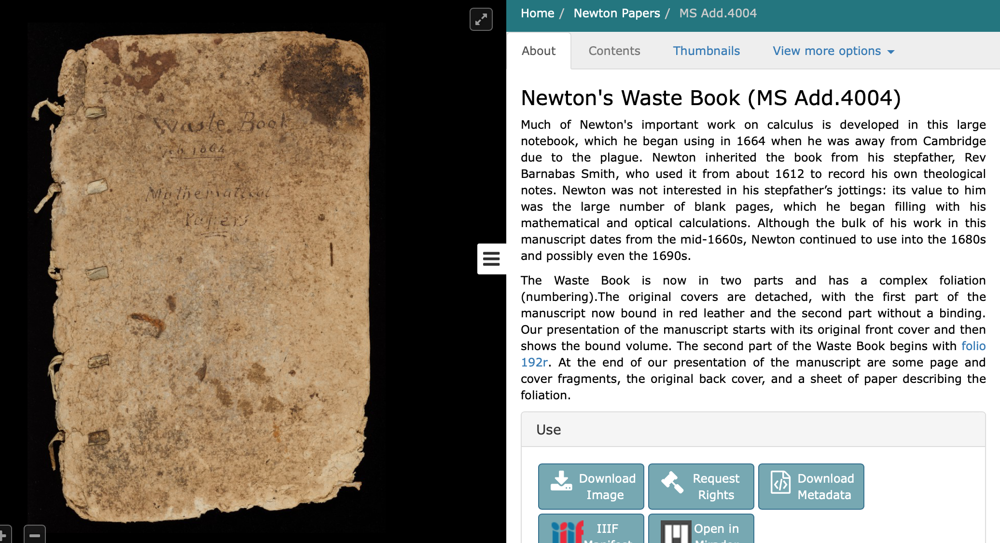 Waste Book
Feb 1664
Mathematical
Papers
Home / Newton Papers / MS Add.4004
About Contents Thumbnails View more options
Newton's Waste Book (MS Add.4004)
Much of Newton's important work on calculus is developed in this large
notebook, which he began using in 1664 when he was away from Cambridge
due to the plague. Newton inherited the book from his stepfather, Rev
Barnabas Smith, who used it from about 1612 to record his own theological
notes. Newton was not interested in his stepfather’s jottings: its value to him
was the large number of blank pages, which he began filling with his
mathematical and optical calculations. Although the bulk of his work in this
manuscript dates from the mid-1660s, Newton continued to use into the 1680s
and possibly even the 1690s.
The Waste Book is now in two parts and has a complex foliation
(numbering).The original covers are detached, with the first part of the
manuscript now bound in red leather and the second part without a binding.
Our presentation of the manuscript starts with its original front cover and then
shows the bound volume. The second part of the Waste Book begins with folio
192r. At the end of our presentation of the manuscript are some page and
cover fragments, the original back cover, and a sheet of paper describing the
foliation.
Use
Download
Image
Request
Rights
Download
Metadata
iiif
IIIF
Manifest
Open in
Mirador